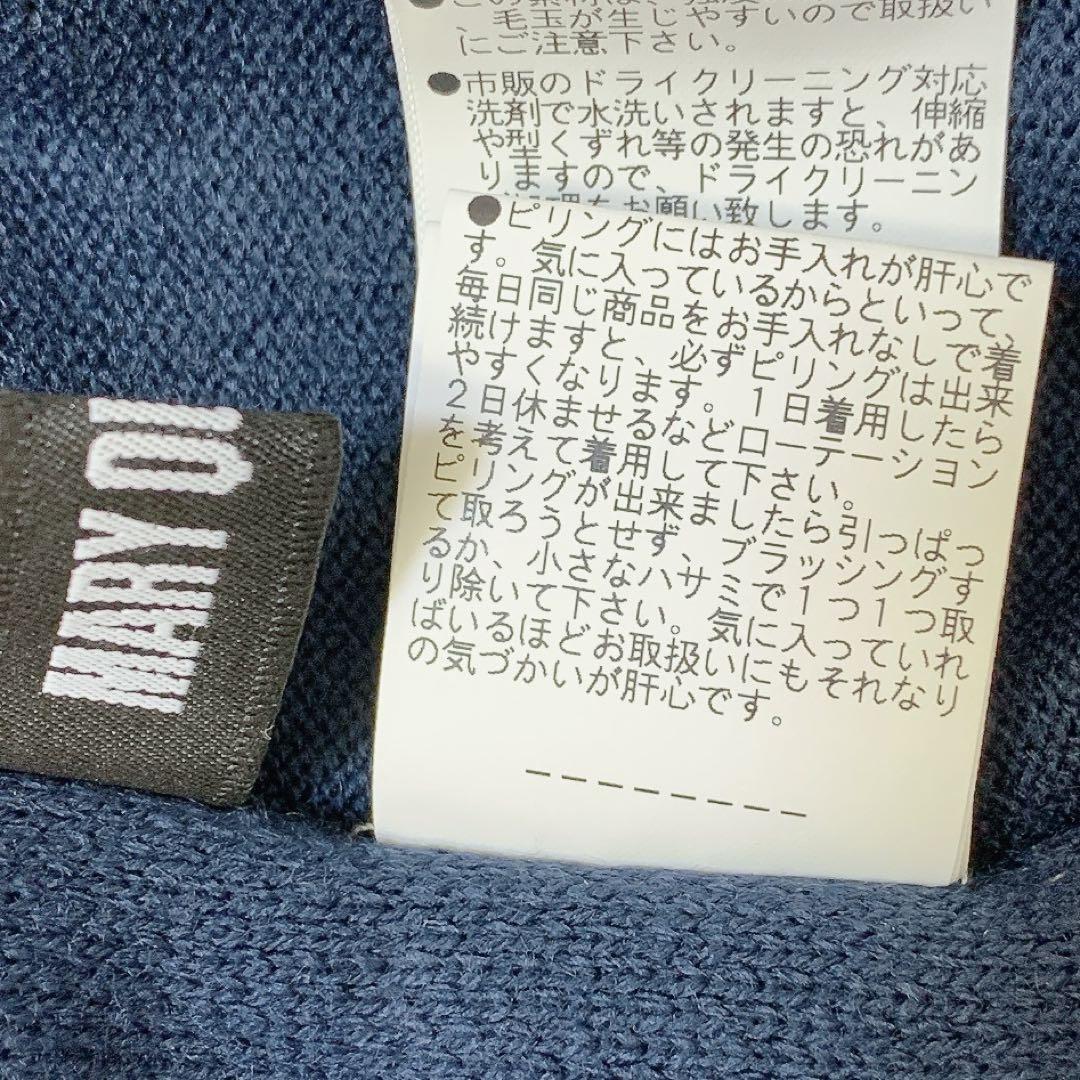 毛玉が生じやすいので取扱い
にご注意下さい。
●市販のドライクリーニング対応
洗剤で水洗いされますと、伸縮
や型くずれ等の発生の恐れがあ
りますので、ドライクリーニン
をお願い致します。
●ピリングにはお手入れが肝心で
す。気に入っているからといって、
毎日同じ商品をお手入れなしで着
続けますと、必ずピリングは出来
やすくなります。1日着用したら
2日休ませるなどローテーション
を考えて着用して下さい。
ピリングが出来ましたら引っぱっ
て取ろうとせず、ブラッシングす
るか、小さなハサミで1つ1つ取
り除いて下さい。気に入っていれ
ばいるほどお取扱いにもそれなり
の気づかいが肝心です。
--------
MARY